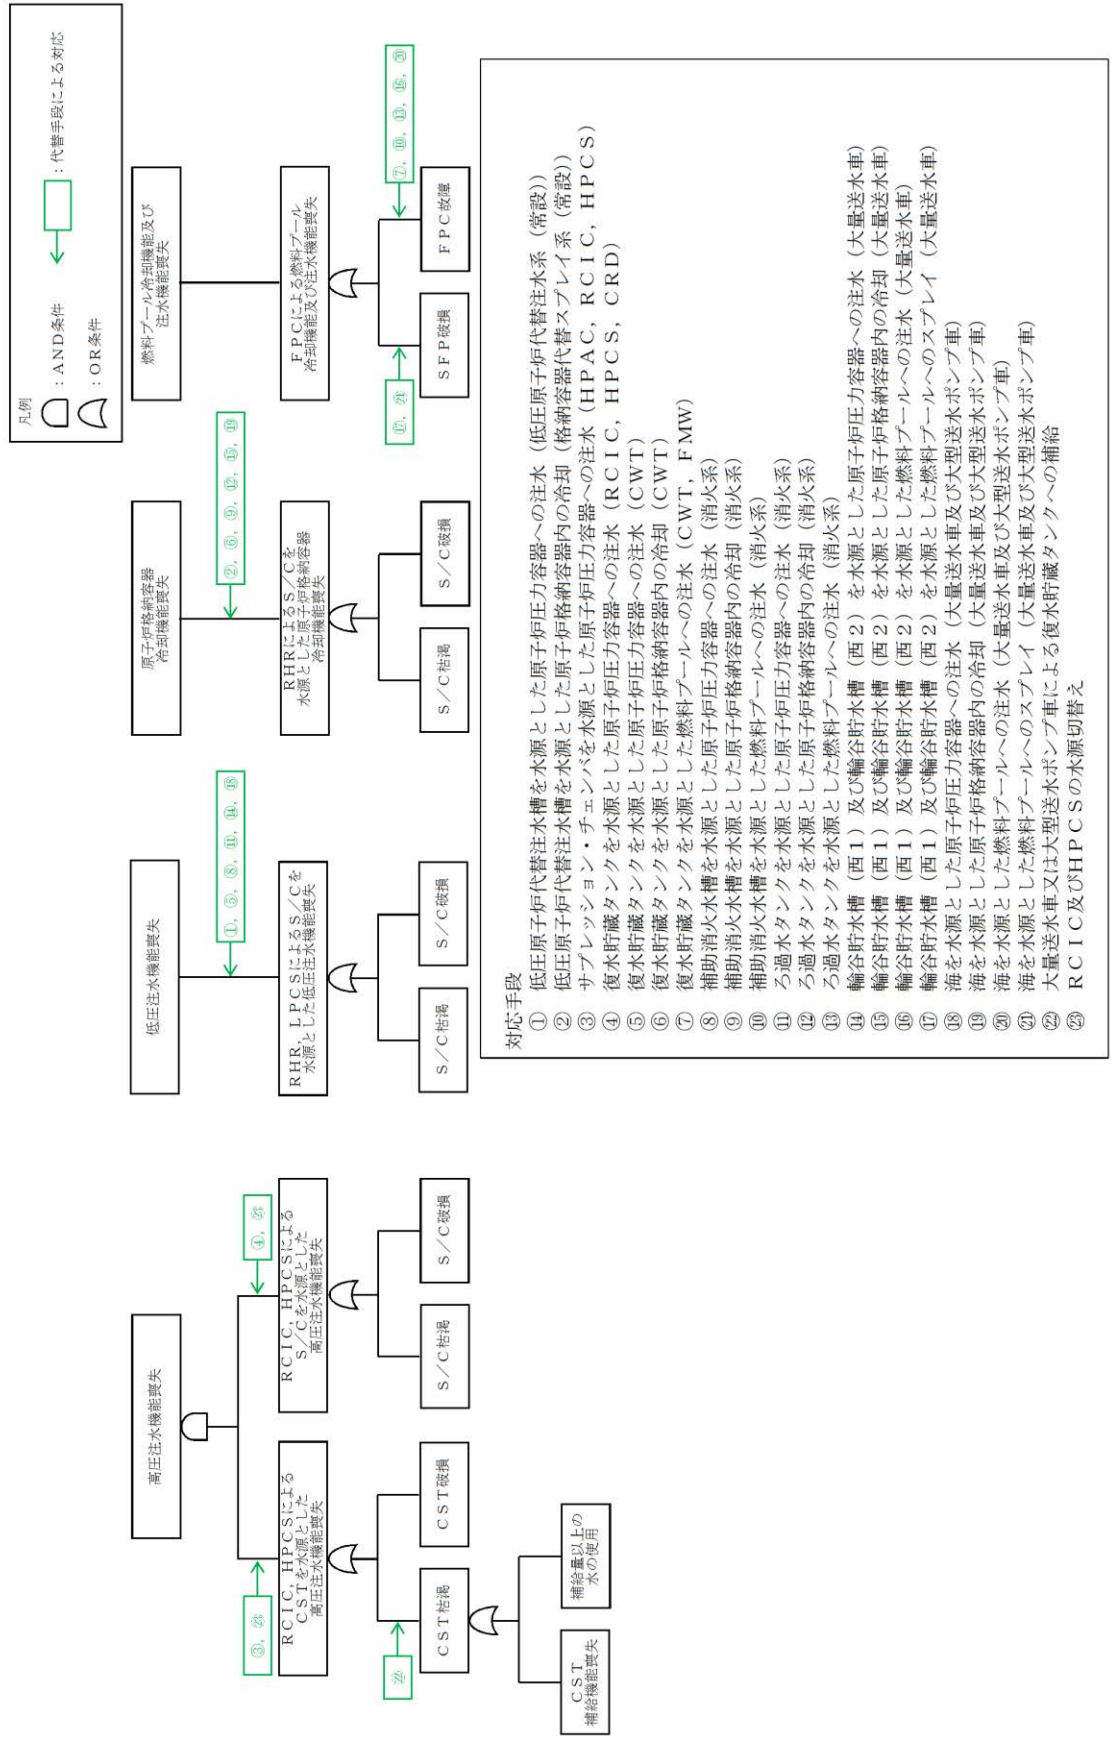 凡例
：AND条件
：OR条件
：代替手段による対応
高圧注水機能喪失
③，㉓
RCIC，HPCSによる
CSTを水源とした
高圧注水機能喪失
④，㉓
RCIC，HPCSによる
S／Cを水源とした
高圧注水機能喪失
㉒
CST枯渇
CST破損
S／C枯渇
S／C破損
CST
補給機能喪失
補給量以上の
水の使用
低圧注水機能喪失
①，⑤，⑧，⑪，⑭，⑱
RHR，LPCSによるS／Cを
水源とした低圧注水機能喪失
S／C枯渇
S／C破損
原子炉格納容器
冷却機能喪失
②，⑥，⑨，⑫，⑮，⑲
RHRによるS／Cを
水源とした原子炉格納容器
冷却機能喪失
S／C枯渇
S／C破損
燃料プール冷却機能及び
注水機能喪失
FPCによる燃料プール
冷却機能及び注水機能喪失
⑰，㉑
⑦，⑩，⑬，⑯，⑳
SFP破損
FPC故障
対応手段
① 低圧原子炉代替注水槽を水源とした原子炉圧力容器への注水（低圧原子炉代替注水系（常設））
② 低圧原子炉代替注水槽を水源とした原子炉格納容器内の冷却（格納容器代替スプレイ系（常設））
③ サプレッション・チェンバを水源とした原子炉圧力容器への注水（HPAC，RCIC，HPCS）
④ 復水貯蔵タンクを水源とした原子炉圧力容器への注水（RCIC，HPCS，CRD）
⑤ 復水貯蔵タンクを水源とした原子炉圧力容器への注水（CWT）
⑥ 復水貯蔵タンクを水源とした原子炉格納容器内の冷却（CWT）
⑦ 復水貯蔵タンクを水源とした燃料プールへの注水（CWT，FMW）
⑧ 補助消火水槽を水源とした原子炉圧力容器への注水（消火系）
⑨ 補助消火水槽を水源とした原子炉格納容器内の冷却（消火系）
⑩ 補助消火水槽を水源とした燃料プールへの注水（消火系）
⑪ ろ過水タンクを水源とした原子炉圧力容器への注水（消火系）
⑫ ろ過水タンクを水源とした原子炉格納容器内の冷却（消火系）
⑬ ろ過水タンクを水源とした燃料プールへの注水（消火系）
⑭ 輪谷貯水槽（西１）及び輪谷貯水槽（西２）を水源とした原子炉圧力容器への注水（大量送水車）
⑮ 輪谷貯水槽（西１）及び輪谷貯水槽（西２）を水源とした原子炉格納容器内の冷却（大量送水車）
⑯ 輪谷貯水槽（西１）及び輪谷貯水槽（西２）を水源とした燃料プールへの注水（大量送水車）
⑰ 輪谷貯水槽（西１）及び輪谷貯水槽（西２）を水源とした燃料プールへのスプレイ（大量送水車）
⑱ 海を水源とした原子炉圧力容器への注水（大量送水車及び大型送水ポンプ車）
⑲ 海を水源とした原子炉格納容器内の冷却（大量送水車及び大型送水ポンプ車）
⑳ 海を水源とした燃料プールへの注水（大量送水車及び大型送水ポンプ車）
㉑ 海を水源とした燃料プールへのスプレイ（大量送水車及び大型送水ポンプ車）
㉒ 大量送水車又は大型送水ポンプ車による復水貯蔵タンクへの補給
㉓ RCIC及びHPCSの水源切替え